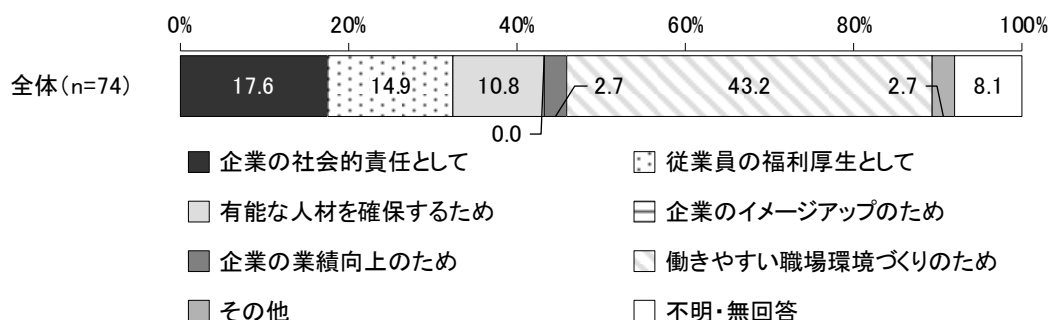 0% 20% 40% 60% 80% 100%
全体(n=74) 17.6 14.9 10.8 2.7 43.2 2.7 8.1
0.0
企業の社会的責任として 従業員の福利厚生として
有能な人材を確保するため 企業のイメージアップのため
企業の業績向上のため 働きやすい職場環境づくりのため
その他 不明・無回答